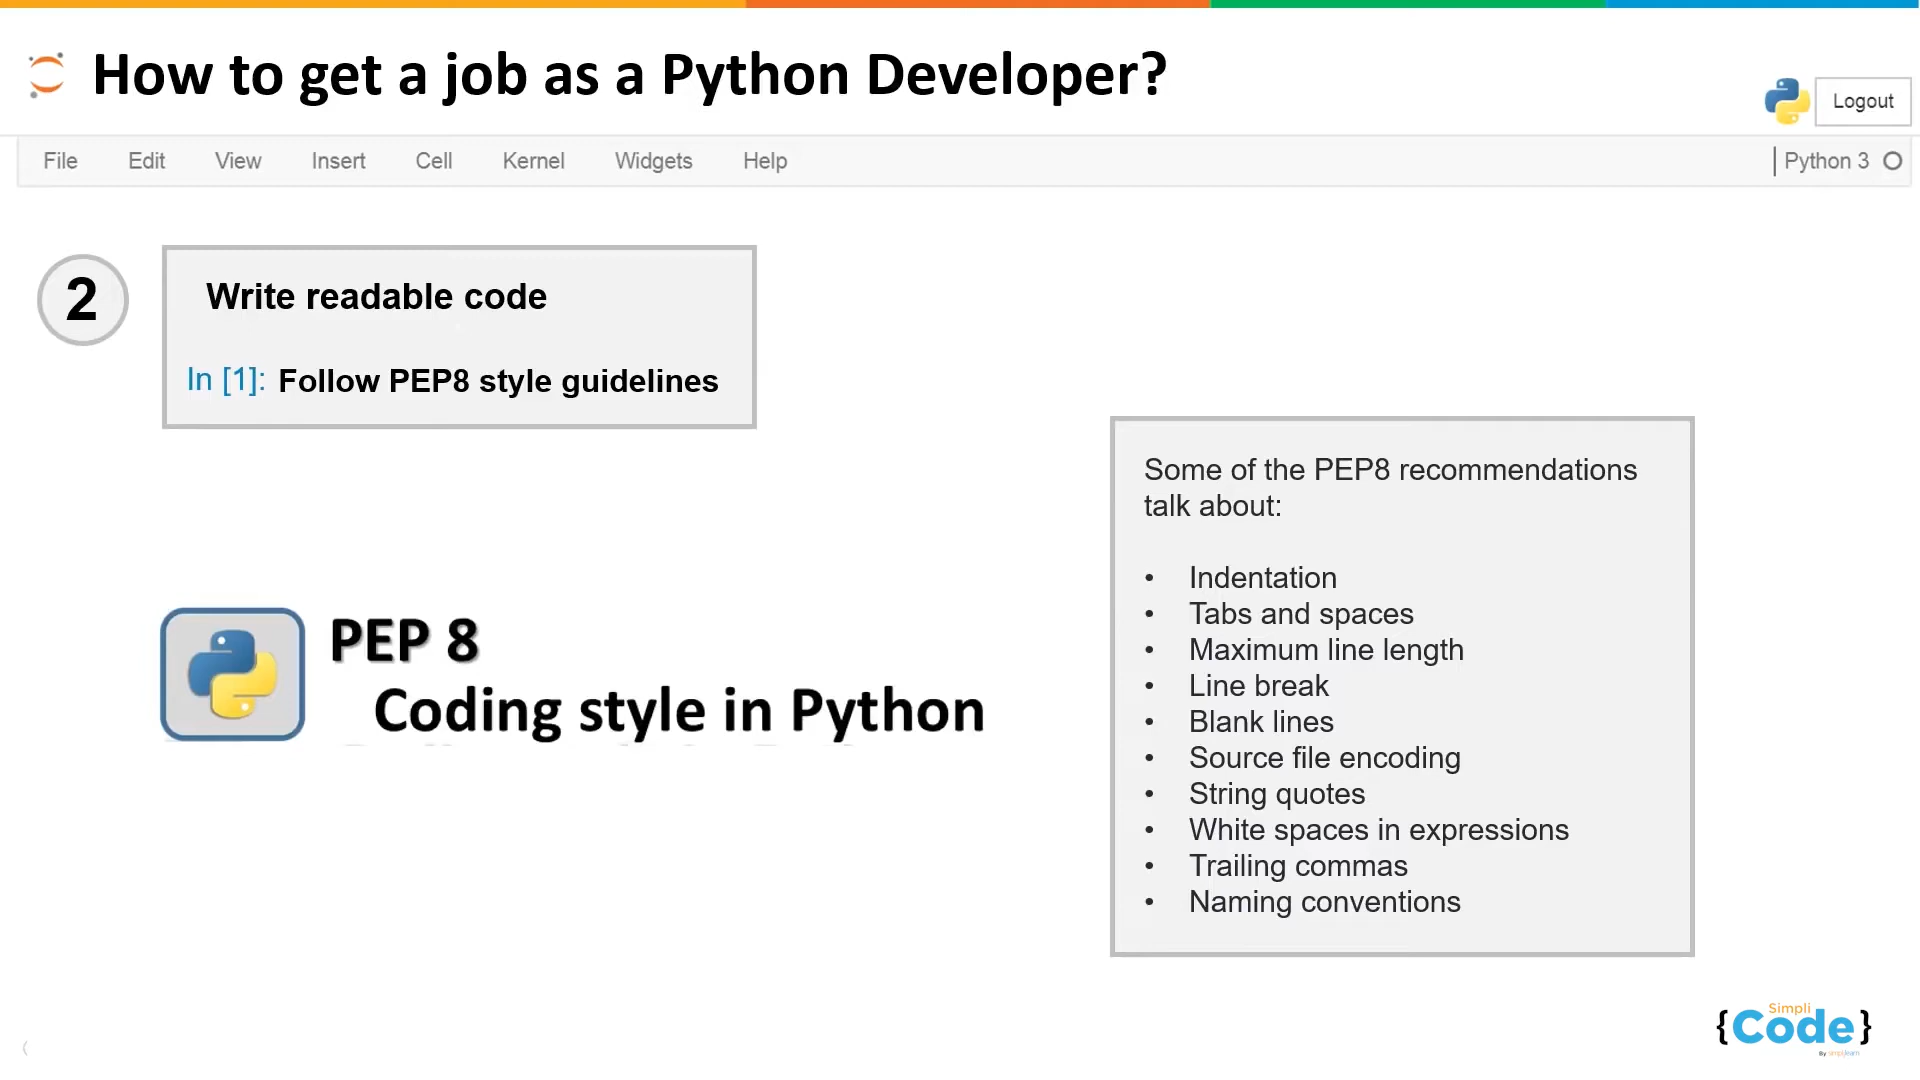 How to get a job as a Python Developer?
Logout
File Edit View Insert Cell Kernel Widgets Help
Python 3
2
Write readable code
In [1]: Follow PEP8 style guidelines
Some of the PEP8 recommendations
talk about:
• Indentation
• Tabs and spaces
• Maximum line length
• Line break
• Blank lines
• Source file encoding
• String quotes
• White spaces in expressions
• Trailing commas
• Naming conventions
PEP 8
Coding style in Python
Simpli
{Code}
By simplilearn